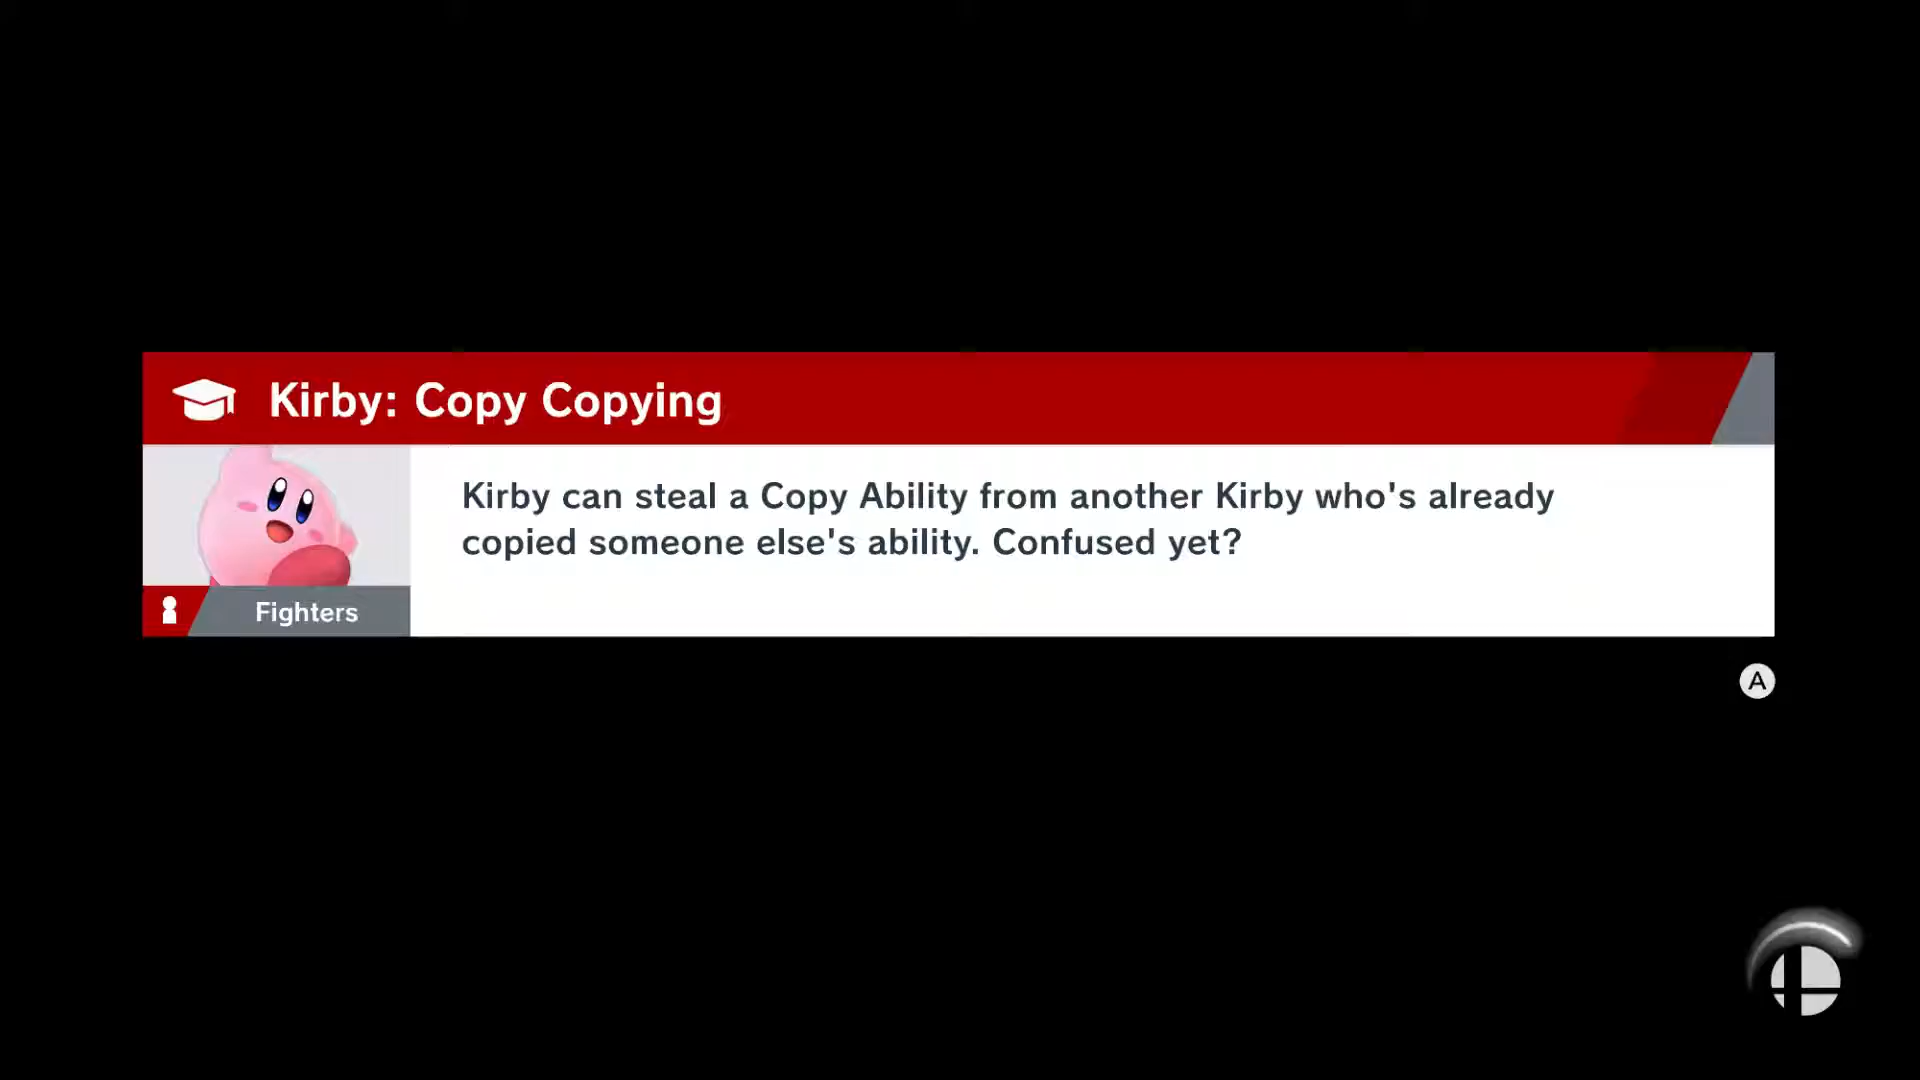 Kirby: Copy Copying
Kirby can steal a Copy Ability from another Kirby who's already
copied someone else's ability. Confused yet?
Fighters
A